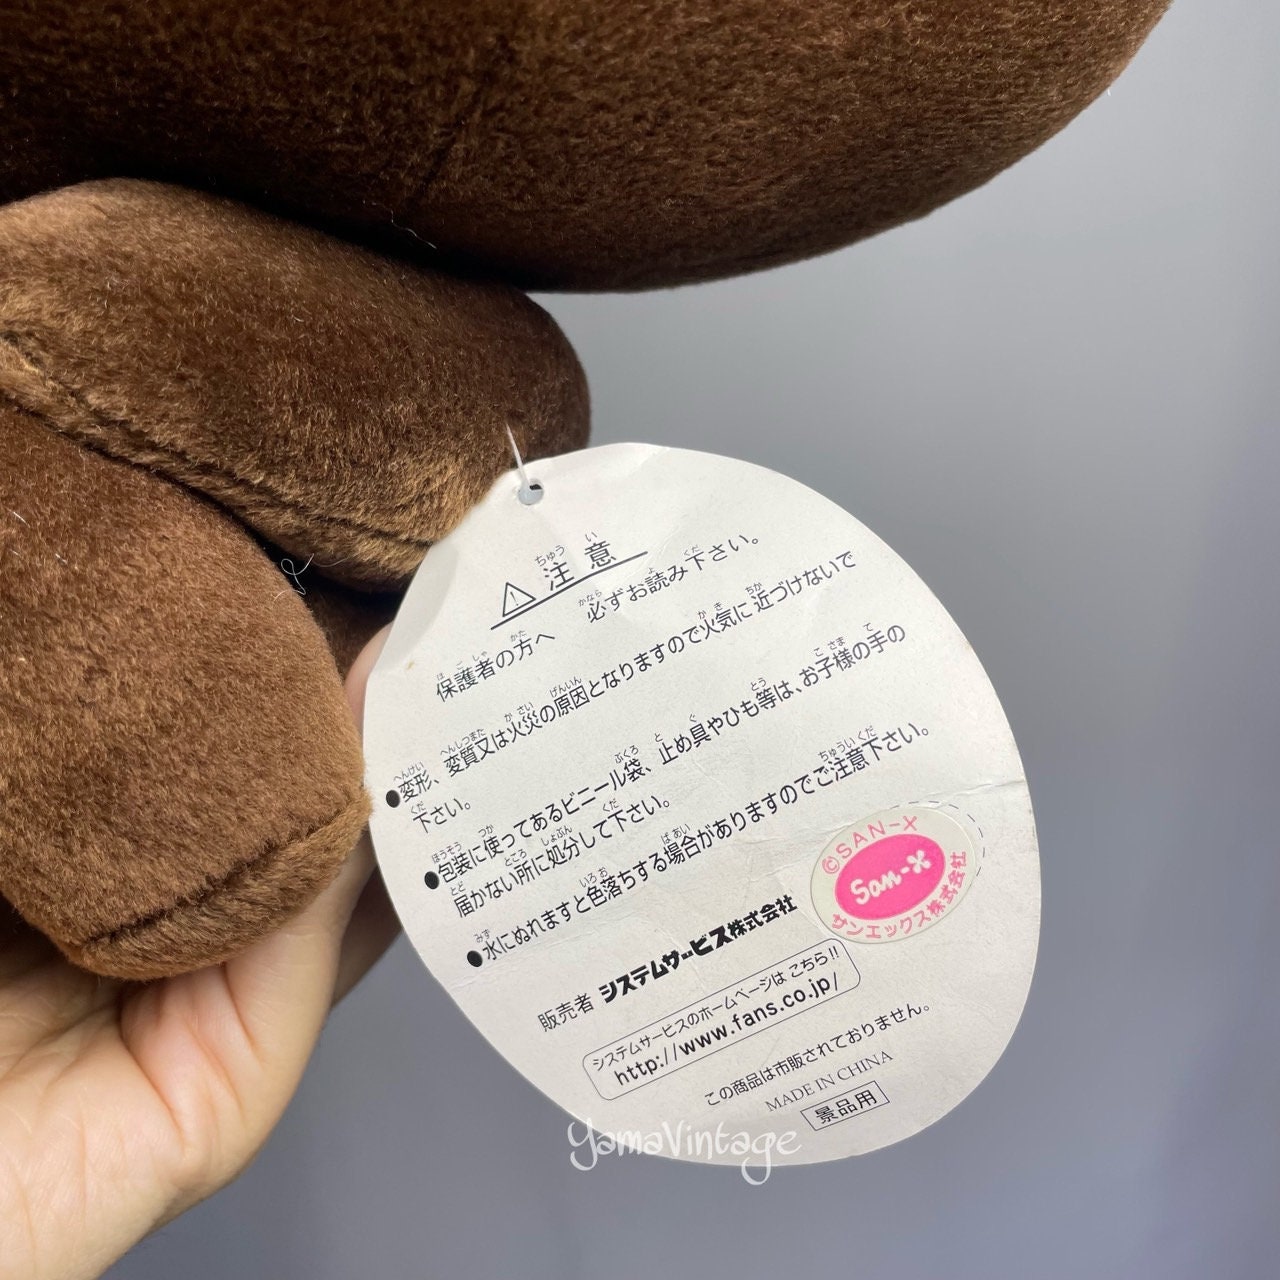 ⚠注意
保護者の方へ 必ずお読み下さい。
●変形、変質又は火災の原因となりますので火気に近づけないで
下さい。
●包装に使ってあるビニール袋、止め具やひも等は、お子様の手の
届かない所に処分して下さい。
●水にぬれますと色落ちする場合がありますのでご注意下さい。
©SAN-X
San-X
サンエックス株式会社
販売者 システムサービス株式会社
システムサービスのホームページは こちら!!
http://www.fans.co.jp/
この商品は市販されておりません。
MADE IN CHINA
景品用
YamaVintage